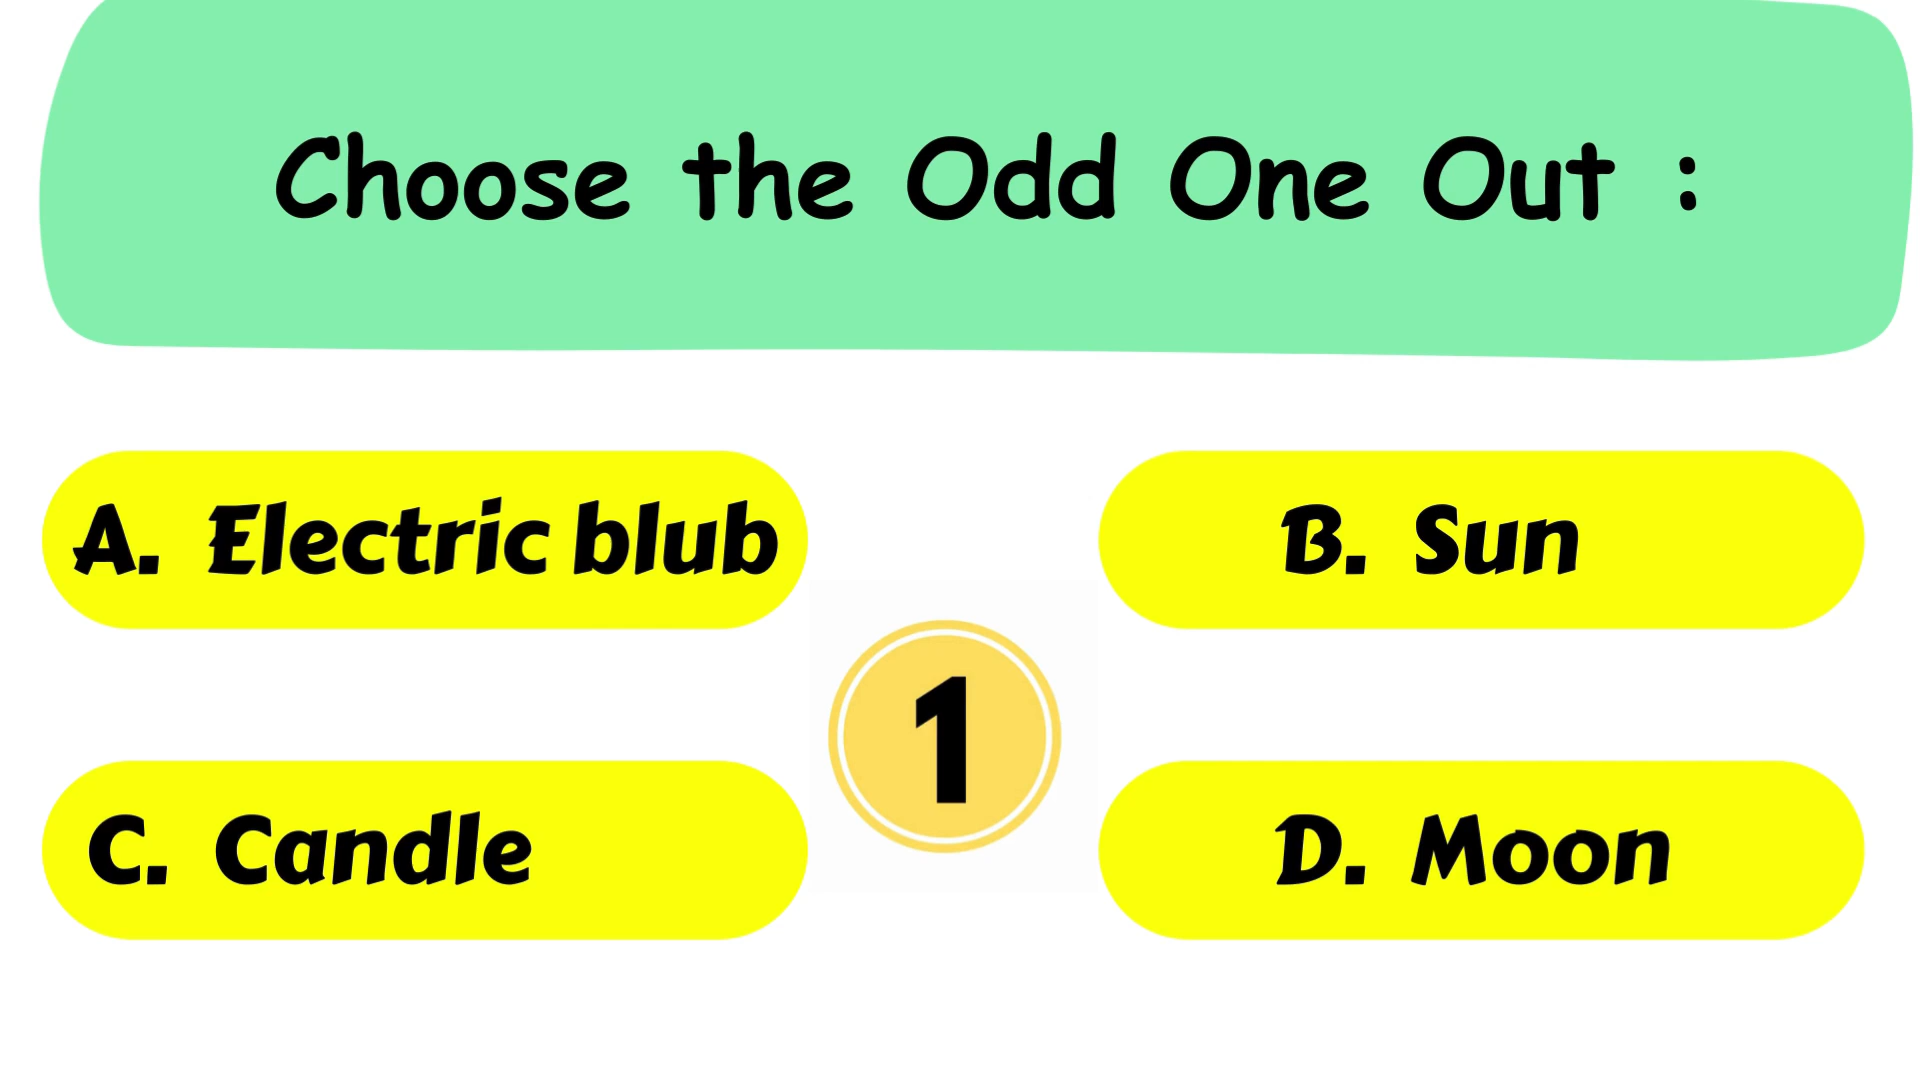 Choose the Odd One Out :
A. Electric blub
B. Sun
1
C. Candle
D. Moon